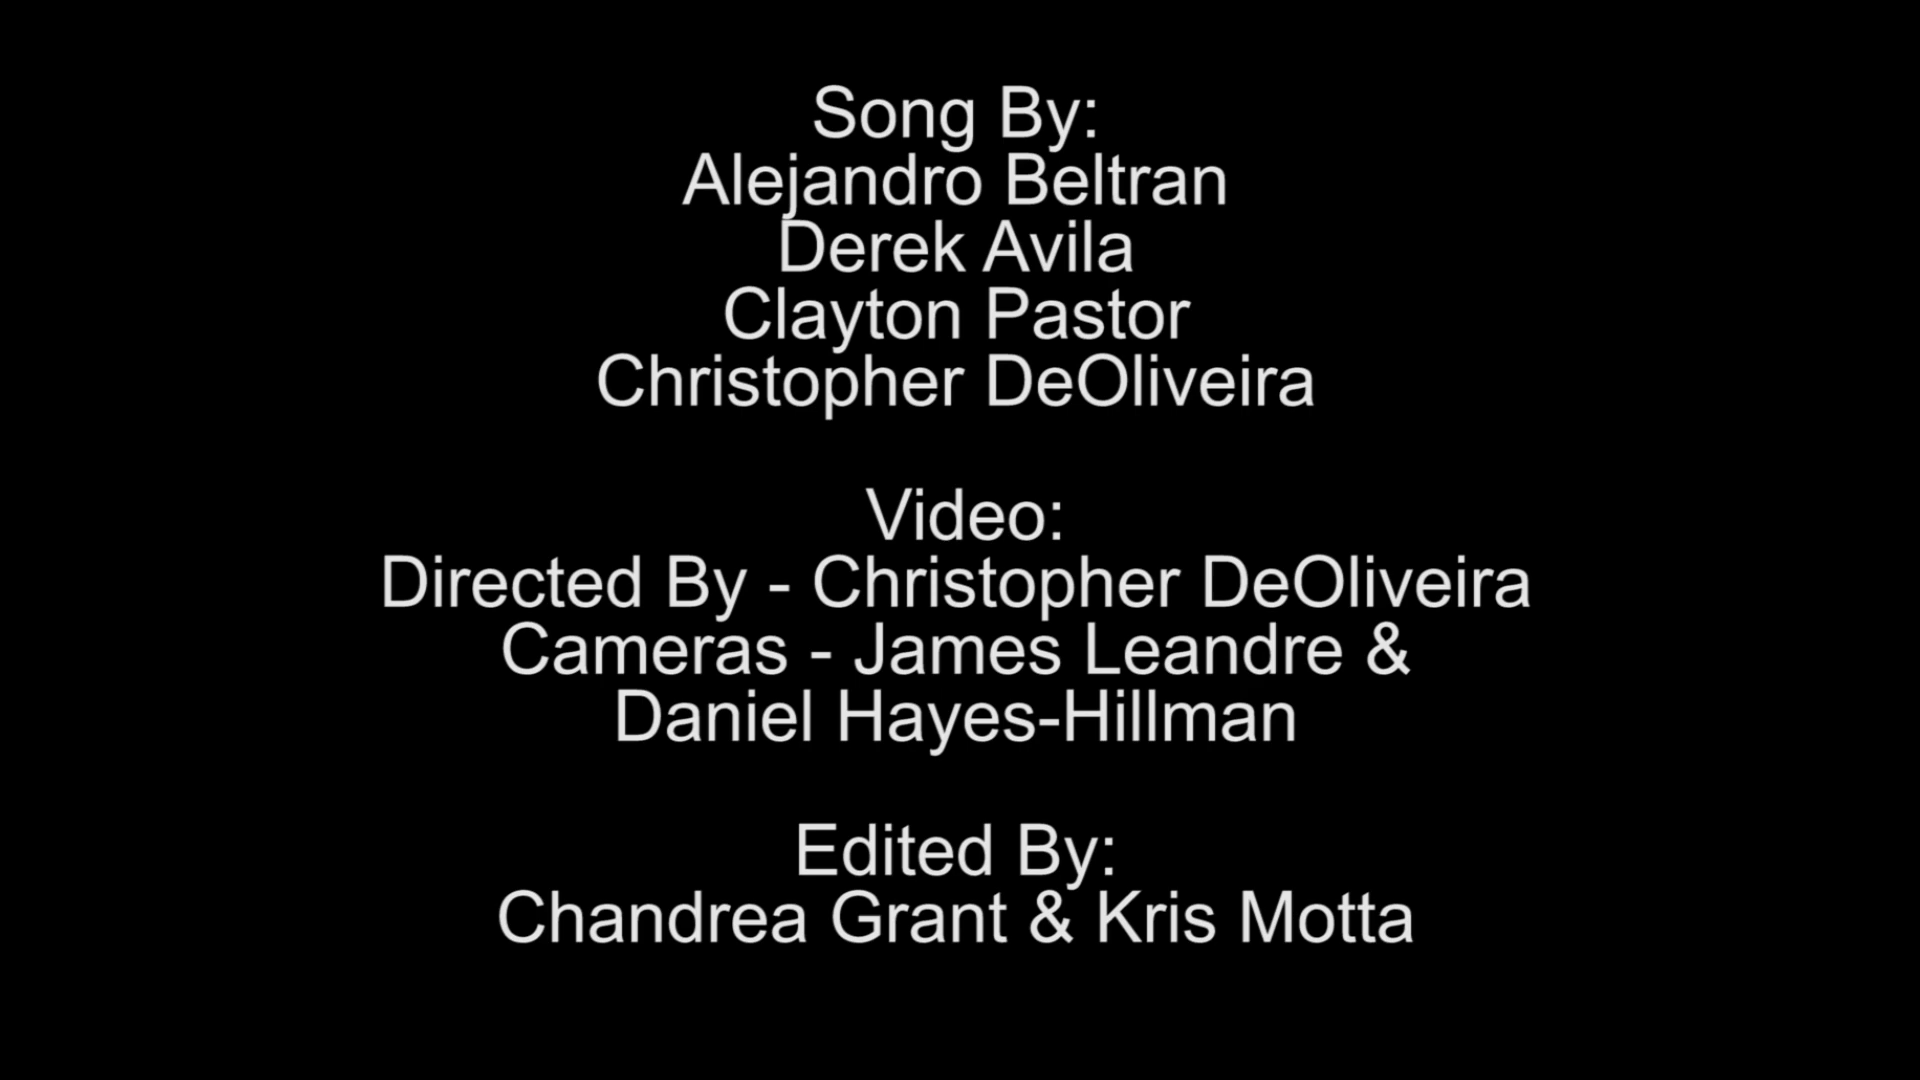 Song By:
Alejandro Beltran
Derek Avila
Clayton Pastor
Christopher DeOliveira
Video:
Directed By - Christopher DeOliveira
Cameras - James Leandre &
Daniel Hayes-Hillman
Edited By:
Chandrea Grant & Kris Motta